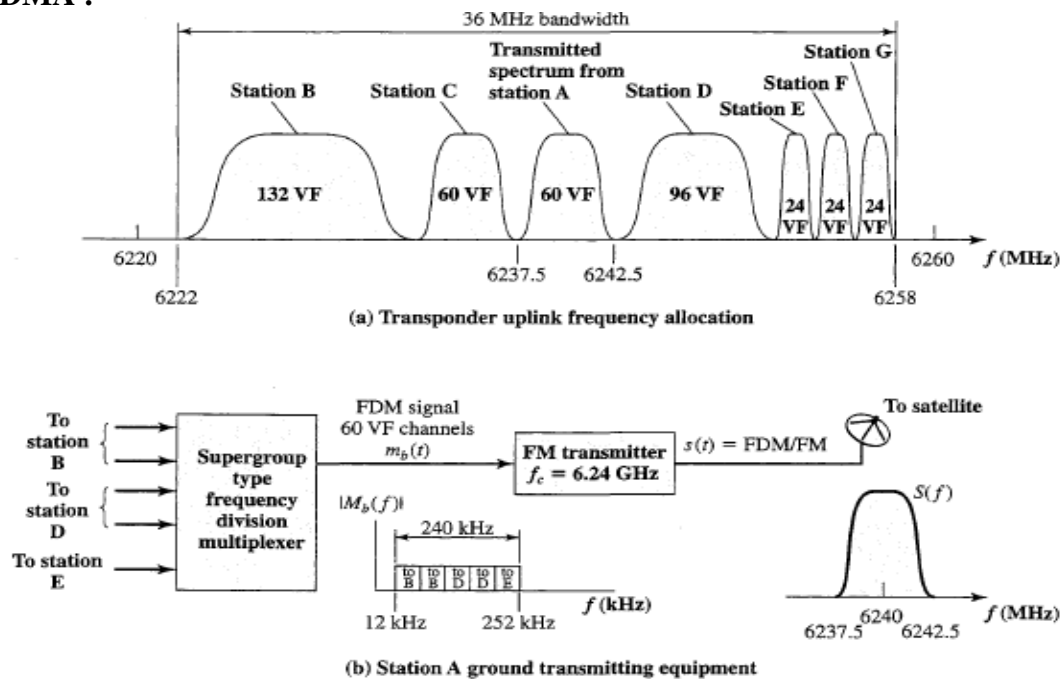 DMA :
36 MHz bandwidth
Transmitted
spectrum from
station A
Station B
Station C
Station D
Station E
Station F
Station G
132 VF
60 VF
60 VF
96 VF
24
VF
24
VF
24
VF
6220
6222
6237.5
6242.5
6258
6260
f (MHz)
(a) Transponder uplink frequency allocation
To
station
B
To
station
D
To station
E
Supergroup
type
frequency
division
multiplexer
FDM signal
60 VF channels
m_b(t)
FM transmitter
f_c = 6.24 GHz
s(t) = FDM/FM
To satellite
|M_b(f)|
240 kHz
to
B
to
B
to
D
to
D
to
E
f (kHz)
12 kHz
252 kHz
S(f)
6237.5
6240
6242.5
f (MHz)
(b) Station A ground transmitting equipment